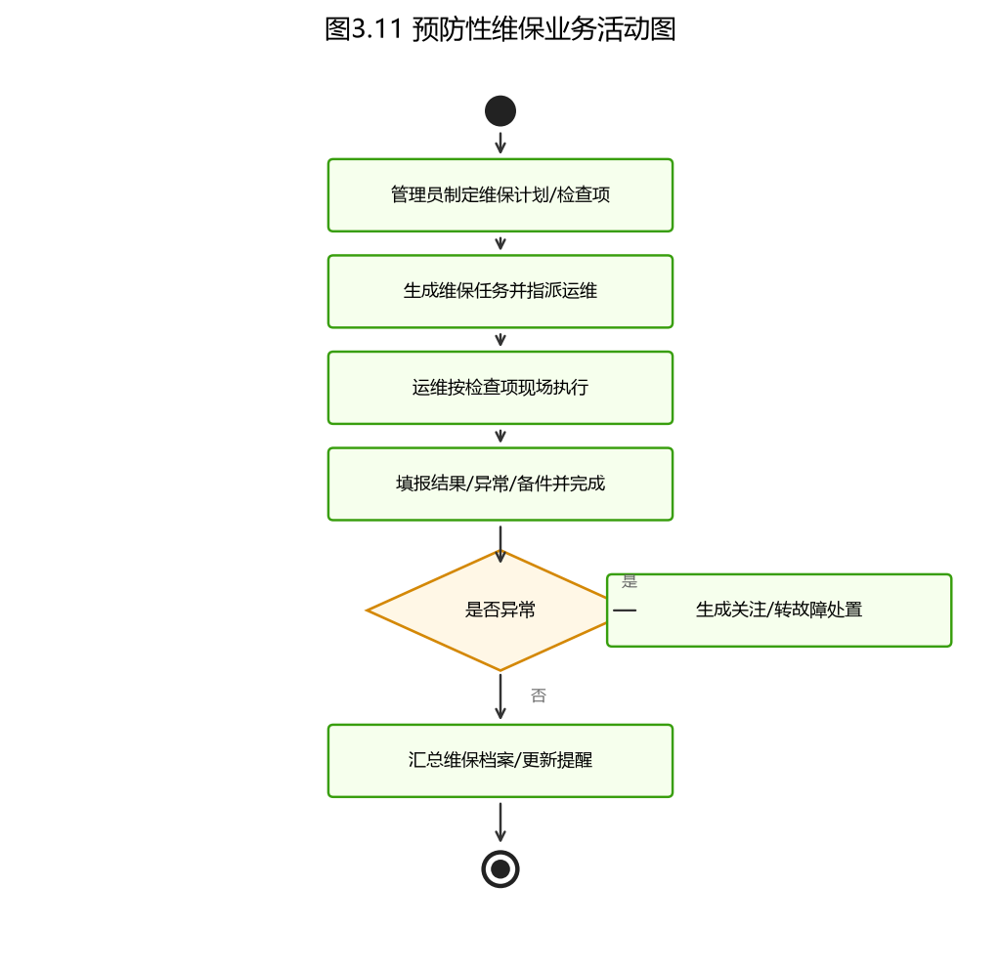 图3.11 预防性维保业务活动图
管理员制定维保计划/检查项
生成维保任务并指派运维
运维按检查项现场执行
填报结果/异常/备件并完成
是否异常
是
生成关注/转故障处置
否
汇总维保档案/更新提醒